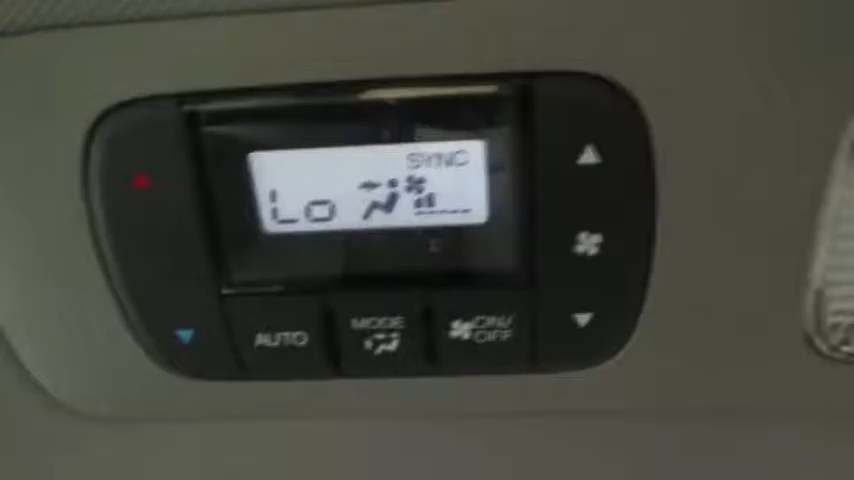 SYNC
Lo
AUTO
MODE
ON/
OFF